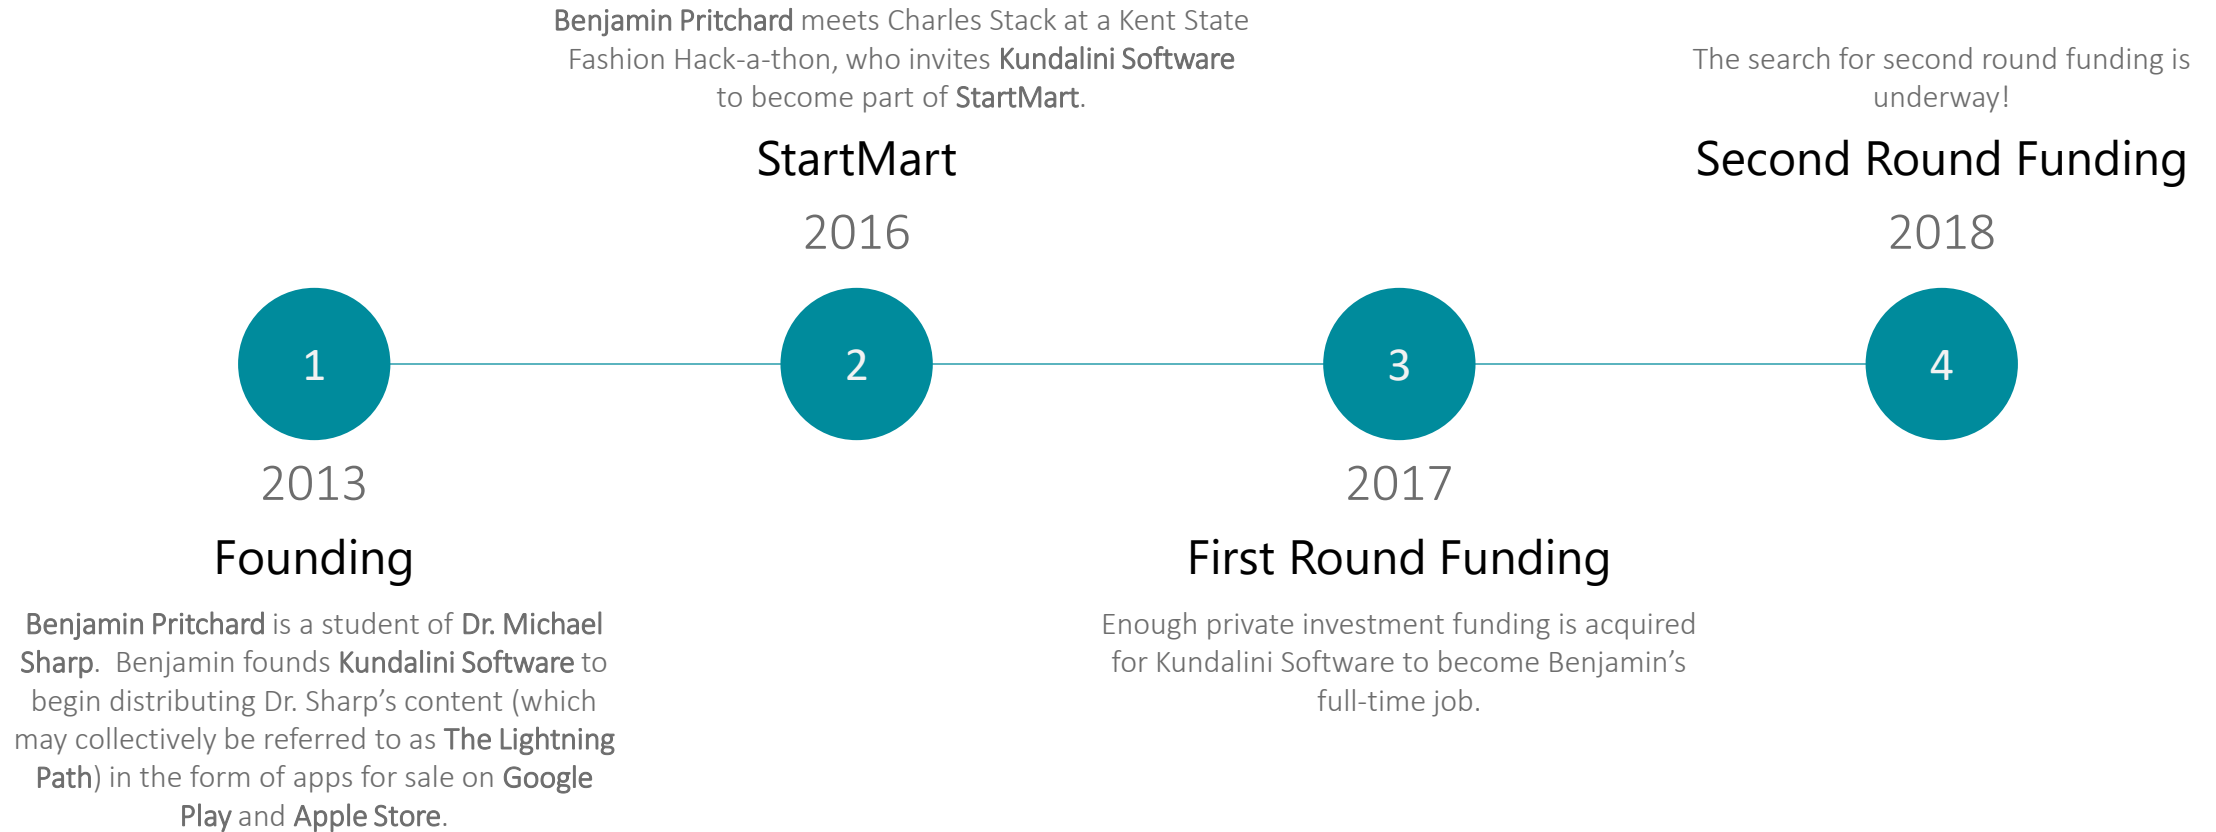 Benjamin Pritchard meets Charles Stack at a Kent State
Fashion Hack-a-thon, who invites Kundalini Software
to become part of StartMart.
StartMart
2016
The search for second round funding is
underway!
Second Round Funding
2018
1
2
3
4
2013
Founding
Benjamin Pritchard is a student of Dr. Michael
Sharp.  Benjamin founds Kundalini Software to
begin distributing Dr. Sharp’s content (which
may collectively be referred to as The Lightning
Path) in the form of apps for sale on Google
Play and Apple Store.
2017
First Round Funding
Enough private investment funding is acquired
for Kundalini Software to become Benjamin’s
full-time job.